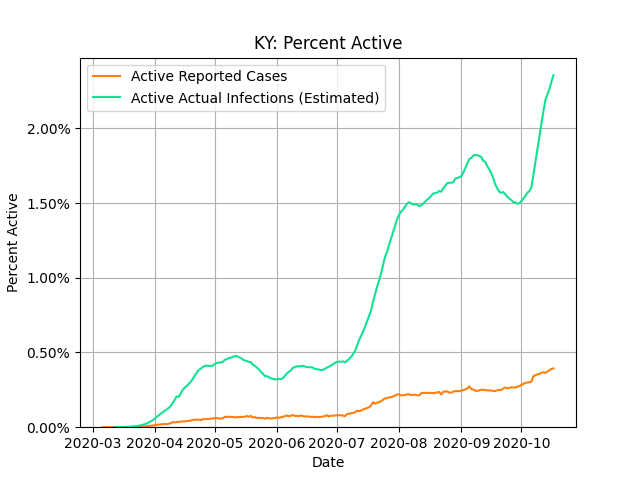 KY: Percent Active
Active Reported Cases
Active Actual Infections (Estimated)
Percent Active
2.00%
1.50%
1.00%
0.50%
0.00%
2020-03 2020-04 2020-05 2020-06 2020-07 2020-08 2020-09 2020-10
Date